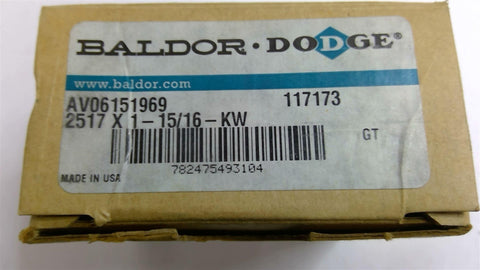 BALDOR · DODGE®
www.baldor.com
AV06151969 117173
2517 X 1-15/16-KW
GT
782475493104
MADE IN USA